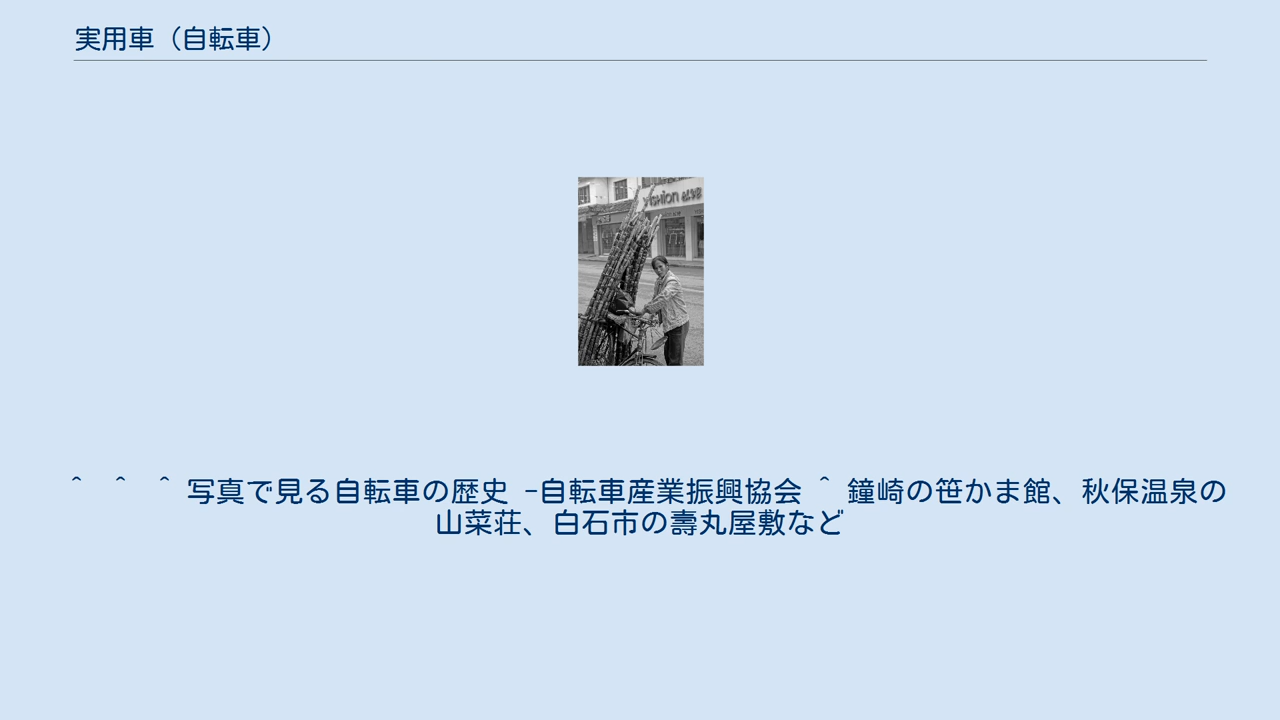 実用車（自転車）
^ ^ ^ 写真で見る自転車の歴史 -自転車産業振興協会 ^ 鐘崎の笹かま館、秋保温泉の
山菜荘、白石市の壽丸屋敷など